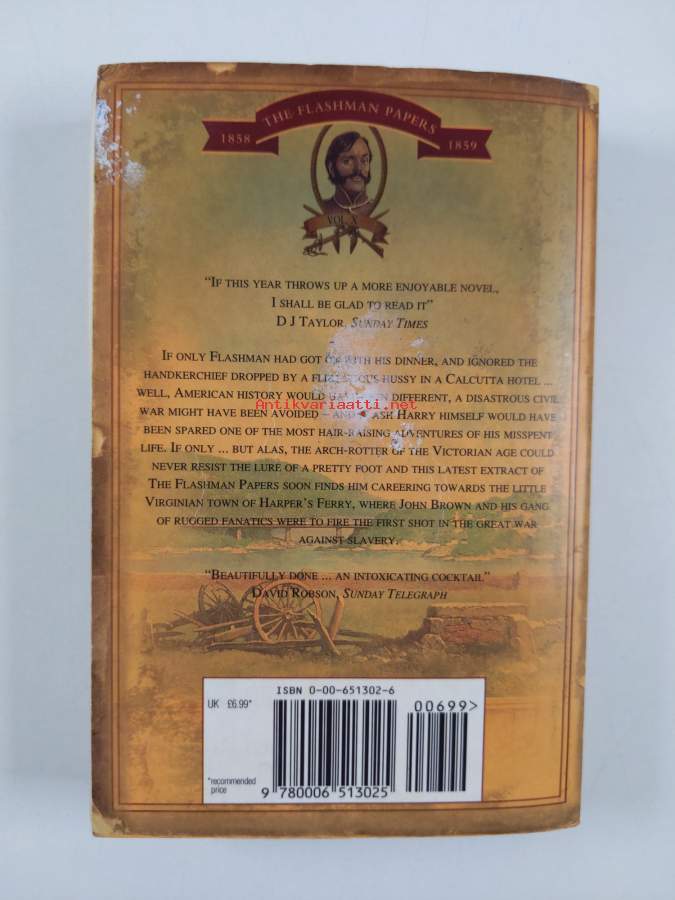 THE FLASHMAN PAPERS
1858
1859
VOL X
“IF THIS YEAR THROWS UP A MORE ENJOYABLE NOVEL,
I SHALL BE GLAD TO READ IT”
D J TAYLOR, SUNDAY TIMES
IF ONLY FLASHMAN HAD GOT WITH HIS DINNER, AND IGNORED THE
HANDKERCHIEF DROPPED BY A HUSSY IN A CALCUTTA HOTEL ...
WELL, AMERICAN HISTORY WOULD DIFFERENT, A DISASTROUS CIVIL
Antikvariaatti.net
WAR MIGHT HAVE BEEN AVOIDED – HARRY HIMSELF WOULD HAVE
BEEN SPARED ONE OF THE MOST HAIR-RAISING ADVENTURES OF HIS MISSPENT
LIFE. IF ONLY ... BUT ALAS, THE ARCH-ROTTER OF THE VICTORIAN AGE COULD
NEVER RESIST THE LURE OF A PRETTY FOOT AND THIS LATEST EXTRACT OF
THE FLASHMAN PAPERS SOON FINDS HIM CAREERING TOWARDS THE LITTLE
VIRGINIAN TOWN OF HARPER'S FERRY, WHERE JOHN BROWN AND HIS GANG
OF RUGGED FANATICS WERE TO FIRE THE FIRST SHOT IN THE GREAT WAR
AGAINST SLAVERY.
“BEAUTIFULLY DONE ... AN INTOXICATING COCKTAIL”
DAVID ROBSON, SUNDAY TELEGRAPH
ISBN 0-00-651302-6
UK £6.99*
00699>
*recommended
price
9 780006 513025